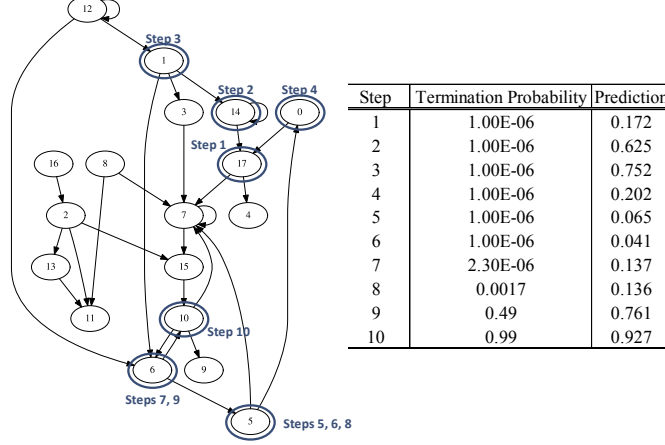 12
Step 3
1
Step 2
Step 4
3
14
0
Step 1
16
8
17
2
7
4
13
15
11
10
Step 10
6
9
Steps 7, 9
5
Steps 5, 6, 8
Step Termination Probability Prediction
1 1.00E-06 0.172
2 1.00E-06 0.625
3 1.00E-06 0.752
4 1.00E-06 0.202
5 1.00E-06 0.065
6 1.00E-06 0.041
7 2.30E-06 0.137
8 0.0017 0.136
9 0.49 0.761
10 0.99 0.927